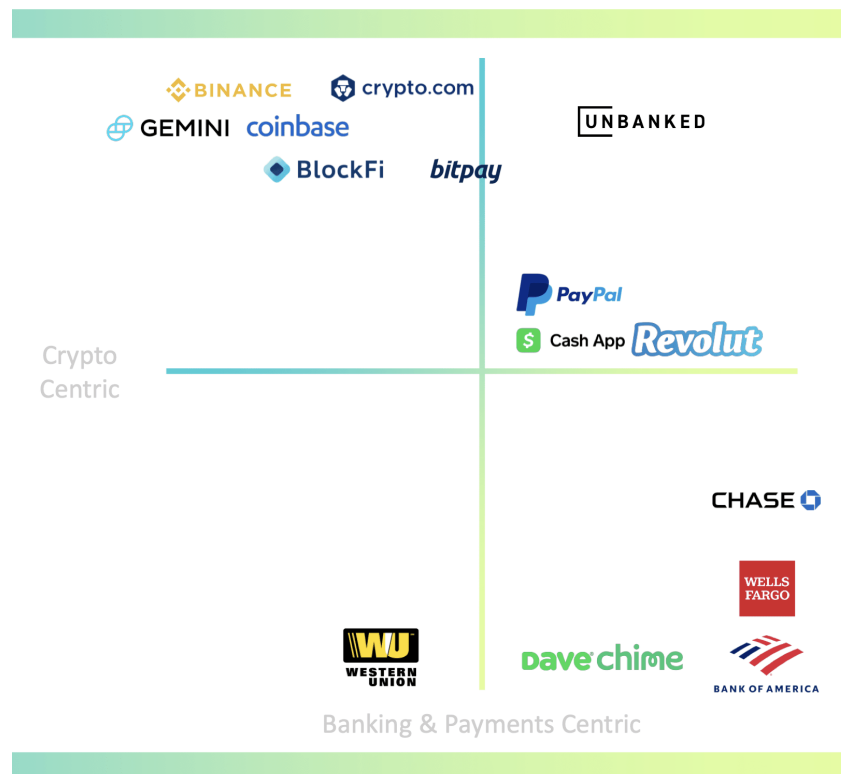 BINANCE
crypto.com
GEMINI
coinbase
UNBANKED
BlockFi
bitpay
PayPal
$ Cash App
Revolut
Crypto
Centric
CHASE
WELLS
FARGO
WU
WESTERN
UNION
Dave
chime
BANK OF AMERICA
Banking & Payments Centric